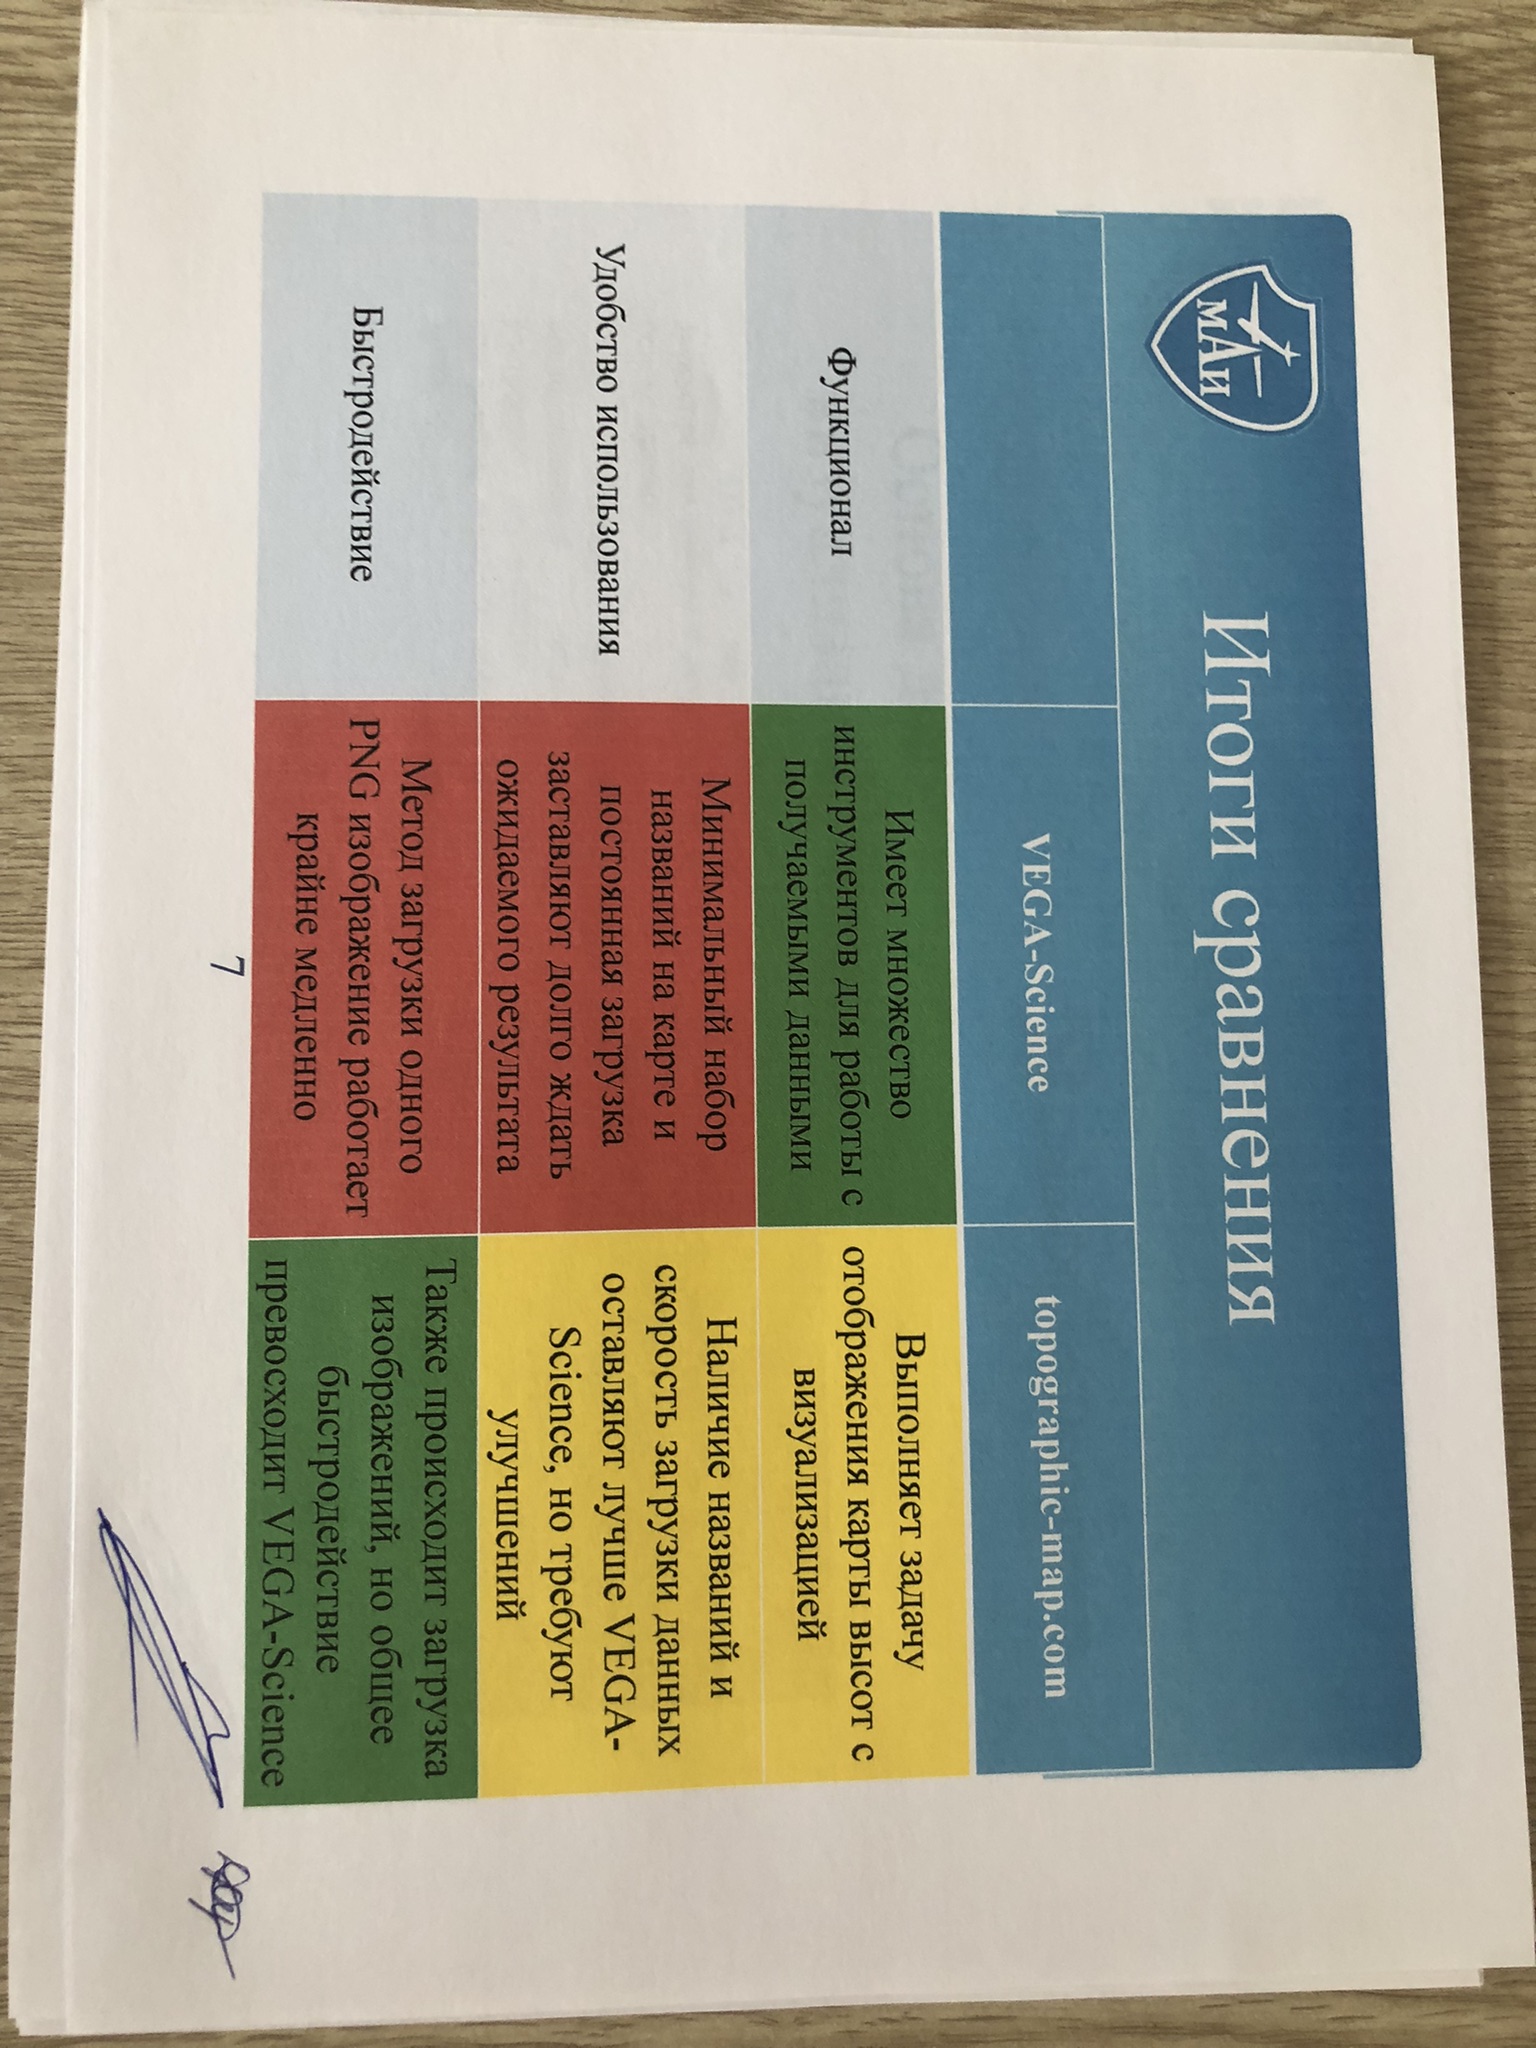 МАИ
Итоги сравнения
VEGA-Science
topographic-map.com
Функционал
Имеет множество
инструментов для работы с
получаемыми данными
Выполняет задачу
отображения карты высот с
визуализацией
Удобство использования
Минимальный набор
названий на карте и
постоянная загрузка
заставляют долго ждать
ожидаемого результата
Наличие названий и
скорость загрузки данных
оставляют лучше VEGA-
Science, но требуют
улучшений
Быстродействие
Метод загрузки одного
PNG изображение работает
крайне медленно
Также происходит загрузка
изображений, но общее
быстродействие
превосходит VEGA-Science
7